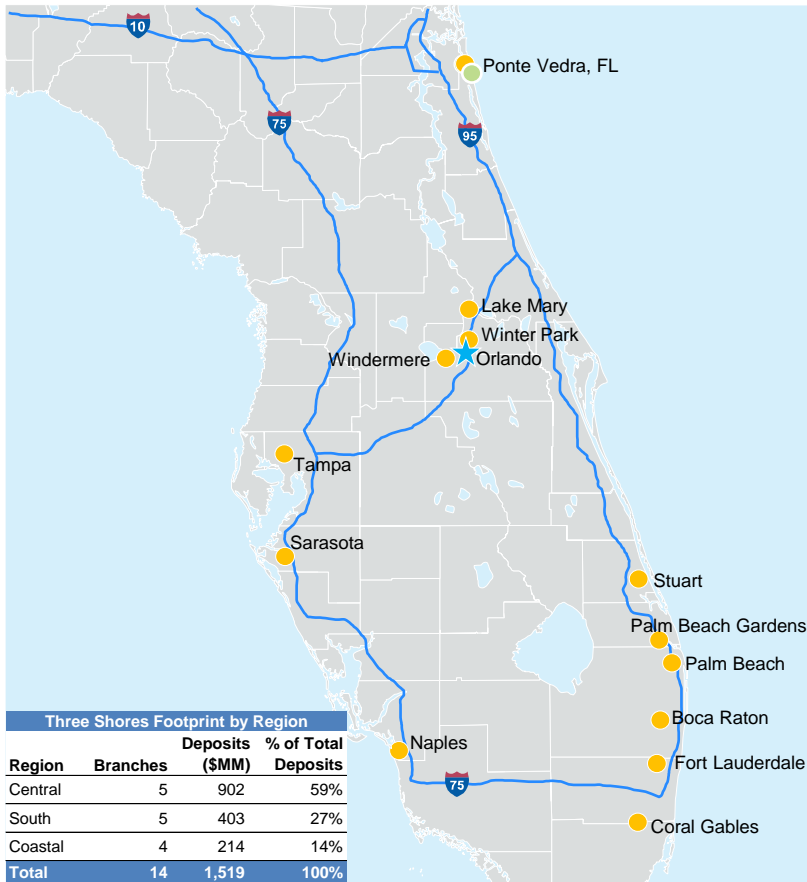 10
Ponte Vedra, FL
75
95
Lake Mary
Winter Park
Windermere
Orlando
Tampa
Sarasota
Stuart
Palm Beach Gardens
Palm Beach
Boca Raton
Naples
Fort Lauderdale
75
Coral Gables
Three Shores Footprint by Region
Region Branches Deposits ($MM) % of Total Deposits
Central 5 902 59%
South 5 403 27%
Coastal 4 214 14%
Total 14 1,519 100%